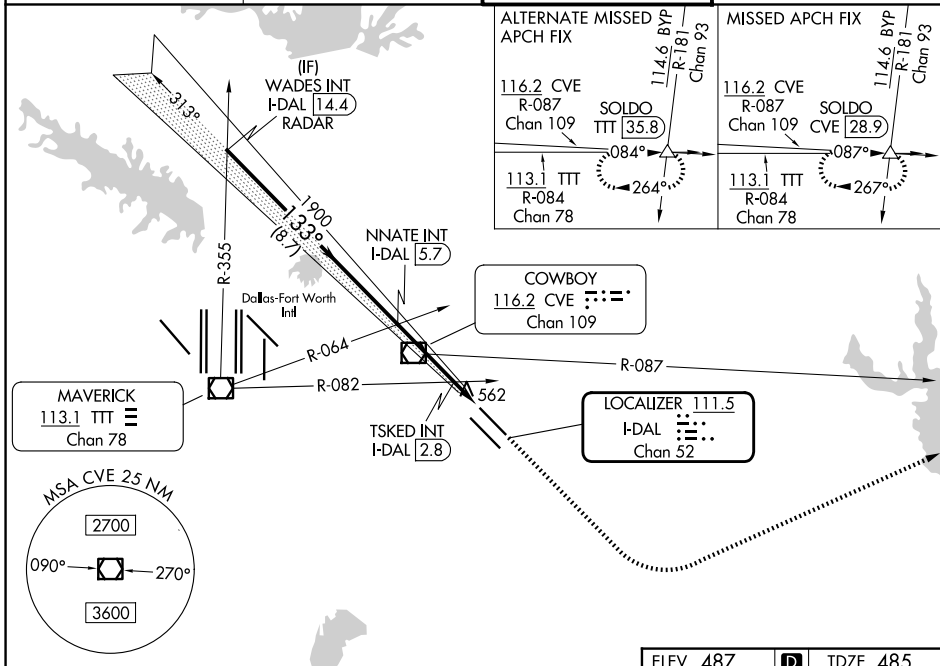 ALTERNATE MISSED
APCH FIX
116.2 CVE
R-087
Chan 109
114.6 BYP
R-181
Chan 93
SOLDO
TTT 35.8
084°
264°
113.1 TTT
R-084
Chan 78
MISSED APCH FIX
116.2 CVE
R-087
Chan 109
114.6 BYP
R-181
Chan 93
SOLDO
CVE 28.9
087°
267°
113.1 TTT
R-084
Chan 78
(IF)
WADES INT
I-DAL 14.4
RADAR
313°
1900
133°
(8.7)
NNATE INT
I-DAL 5.7
R-355
Dallas-Fort Worth
Intl
COWBOY
116.2 CVE
Chan 109
R-064
R-087
R-082
MAVERICK
113.1 TTT
Chan 78
562
TSKED INT
I-DAL 2.8
LOCALIZER 111.5
I-DAL
Chan 52
MSA CVE 25 NM
2700
090°
270°
3600
ELEV 487
D
TDZE 485